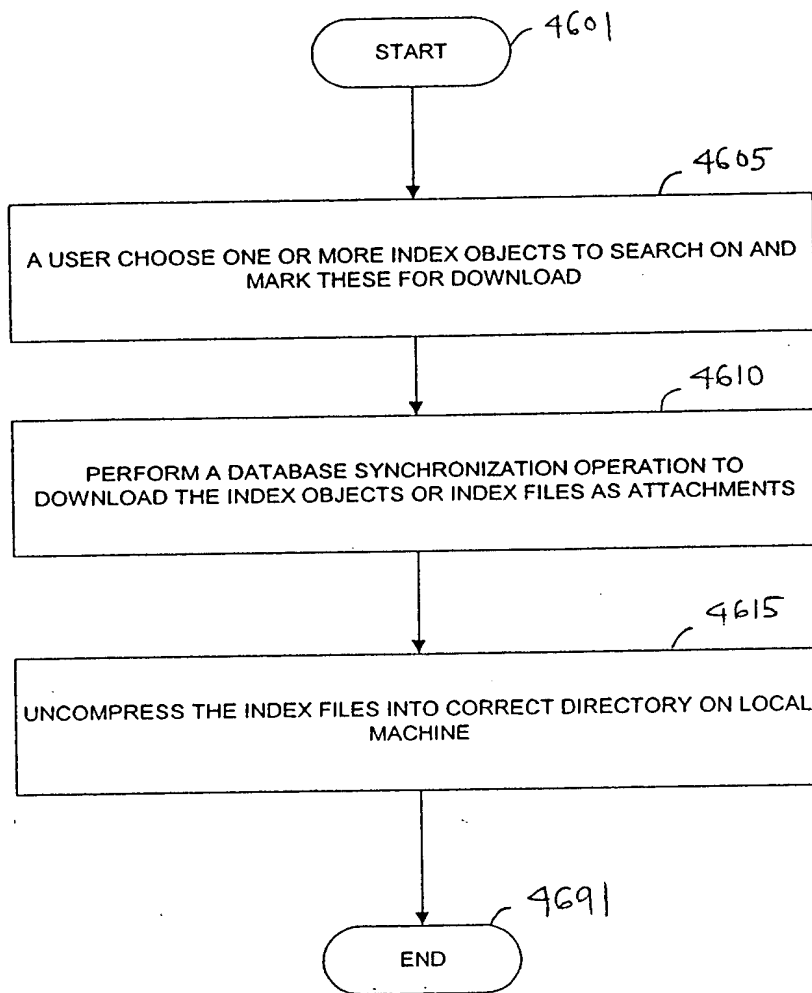 4601
START
4605
A USER CHOOSE ONE OR MORE INDEX OBJECTS TO SEARCH ON AND
MARK THESE FOR DOWNLOAD
4610
PERFORM A DATABASE SYNCHRONIZATION OPERATION TO
DOWNLOAD THE INDEX OBJECTS OR INDEX FILES AS ATTACHMENTS
4615
UNCOMPRESS THE INDEX FILES INTO CORRECT DIRECTORY ON LOCAL
MACHINE
4691
END